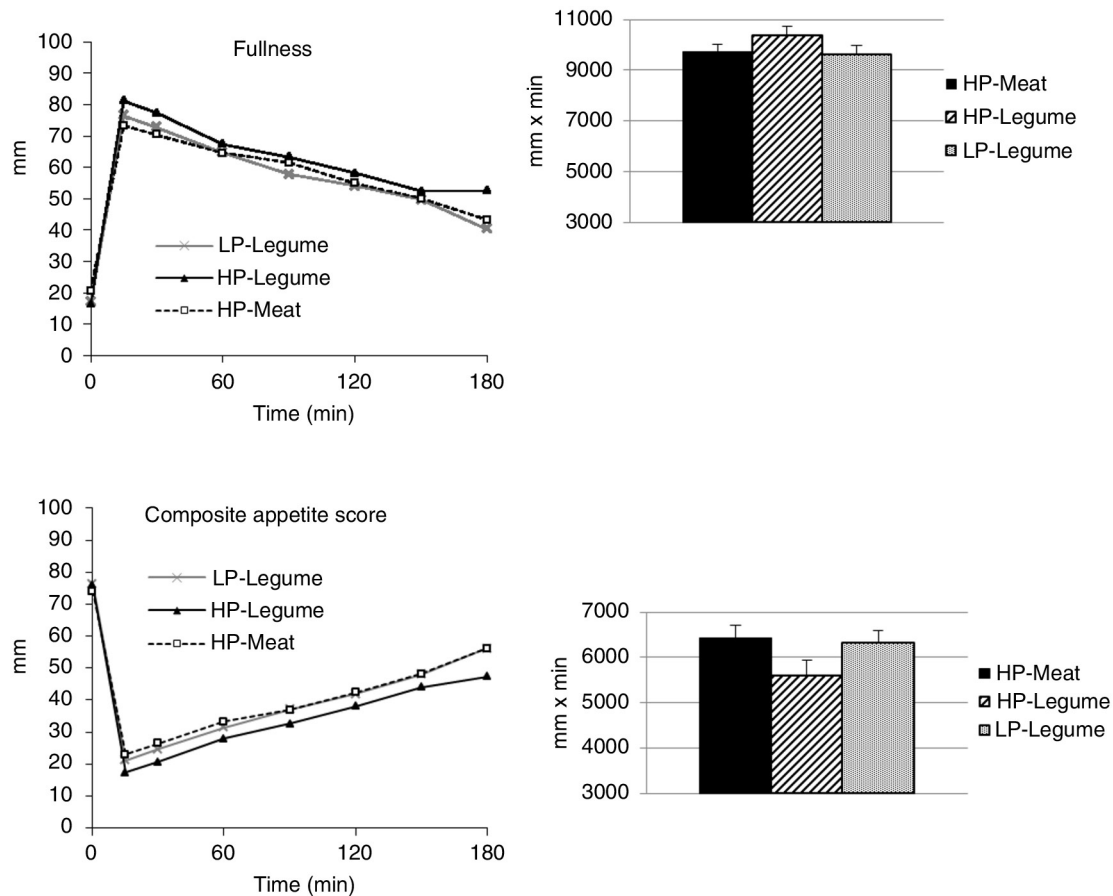 Fullness
100
90
80
70
60
50
40
30
20
10
0
mm
LP-Legume
HP-Legume
HP-Meat
0 60 120 180
Time (min)
11000
9000
7000
5000
3000
mm x min
HP-Meat
HP-Legume
LP-Legume
Composite appetite score
100
90
80
70
60
50
40
30
20
10
0
mm
LP-Legume
HP-Legume
HP-Meat
0 60 120 180
Time (min)
7000
6000
5000
4000
3000
mm x min
HP-Meat
HP-Legume
LP-Legume